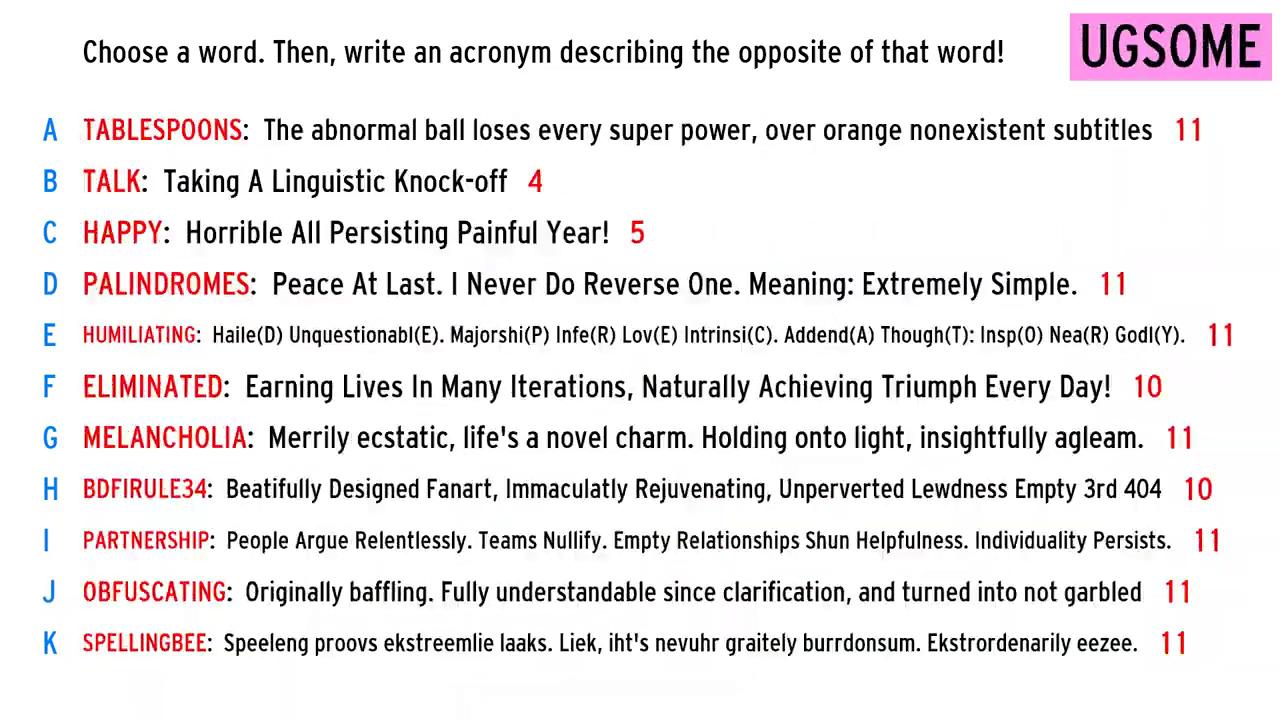 Choose a word. Then, write an acronym describing the opposite of that word!
UGSOME
A TABLESPOONS: The abnormal ball loses every super power, over orange nonexistent subtitles 11
B TALK: Taking A Linguistic Knock-off 4
C HAPPY: Horrible All Persisting Painful Year! 5
D PALINDROMES: Peace At Last. I Never Do Reverse One. Meaning: Extremely Simple. 11
E HUMILIATING: Haile(D) Unquestionabl(E). Majorshi(P) Infe(R) Lov(E) Intrinsi(C). Addend(A) Though(T): Insp(O) Nea(R) Godl(Y). 11
F ELIMINATED: Earning Lives In Many Iterations, Naturally Achieving Triumph Every Day! 10
G MELANCHOLIA: Merrily ecstatic, life's a novel charm. Holding onto light, insightfully agleam. 11
H BDFIRULE34: Beatifully Designed Fanart, Immaculatly Rejuvenating, Unperverted Lewdness Empty 3rd 404 10
I PARTNERSHIP: People Argue Relentlessly. Teams Nullify. Empty Relationships Shun Helpfulness. Individuality Persists. 11
J OBFUSCATING: Originally baffling. Fully understandable since clarification, and turned into not garbled 11
K SPELLINGBEE: Speeleng proovs ekstreemlie laaks. Liek, iht's nevuhr graitely burrdonsum. Ekstrordenarily eezee. 11